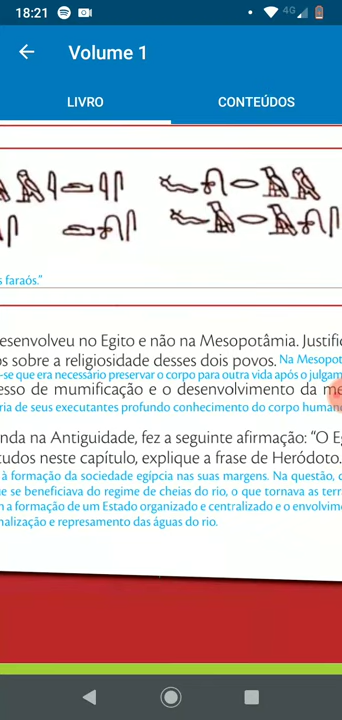 18:21
4G
Volume 1
LIVRO
CONTEÚDOS
s faraós."
esenvolveu no Egito e não na Mesopotâmia. Justifi
os sobre a religiosidade desses dois povos. Na Mesopot
-se que era necessário preservar o corpo para outra vida após o julgam
esso de mumificação e o desenvolvimento da me
ria de seus executantes profundo conhecimento do corpo human
nda na Antiguidade, fez a seguinte afirmação: "O Eg
tudos neste capítulo, explique a frase de Heródoto.
à formação da sociedade egípcia nas suas margens. Na questão,
e se beneficiava do regime de cheias do rio, o que tornava as terr
a formação de um Estado organizado e centralizado e o envolvim
nalização e represamento das águas do rio.